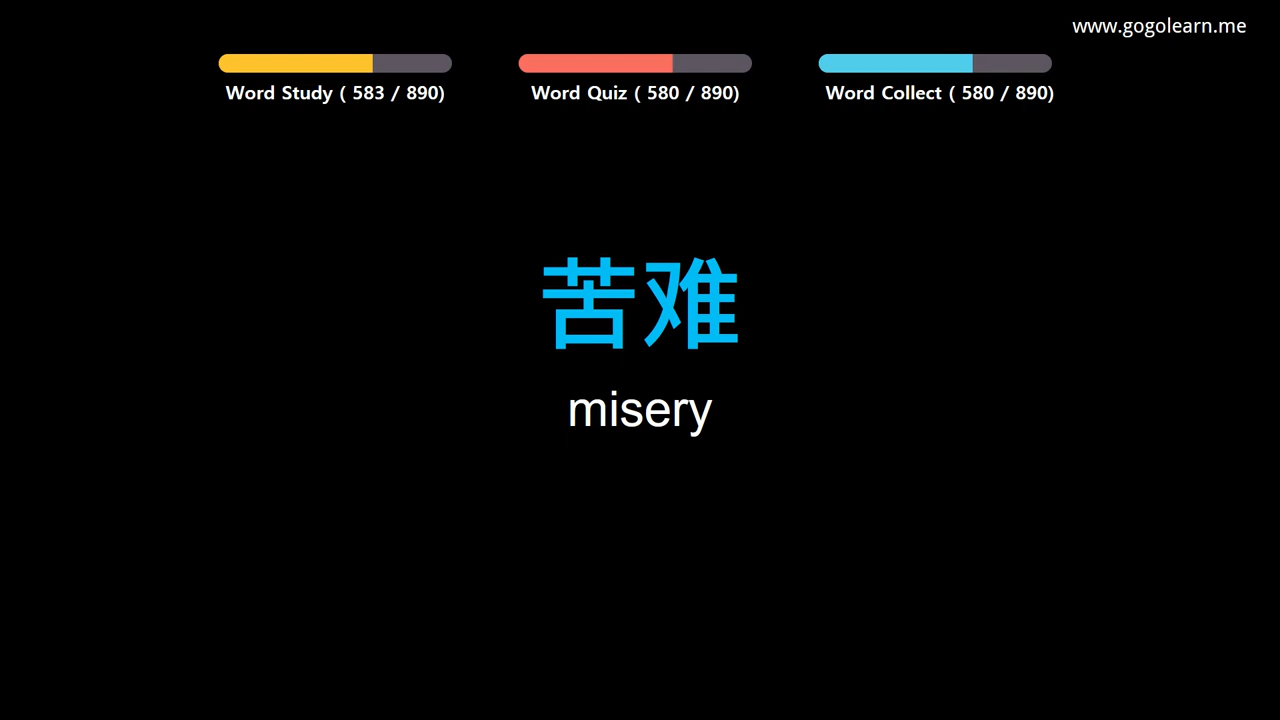 www.gogolearn.me
Word Study ( 583 / 890)
Word Quiz ( 580 / 890)
Word Collect ( 580 / 890)
苦难
misery